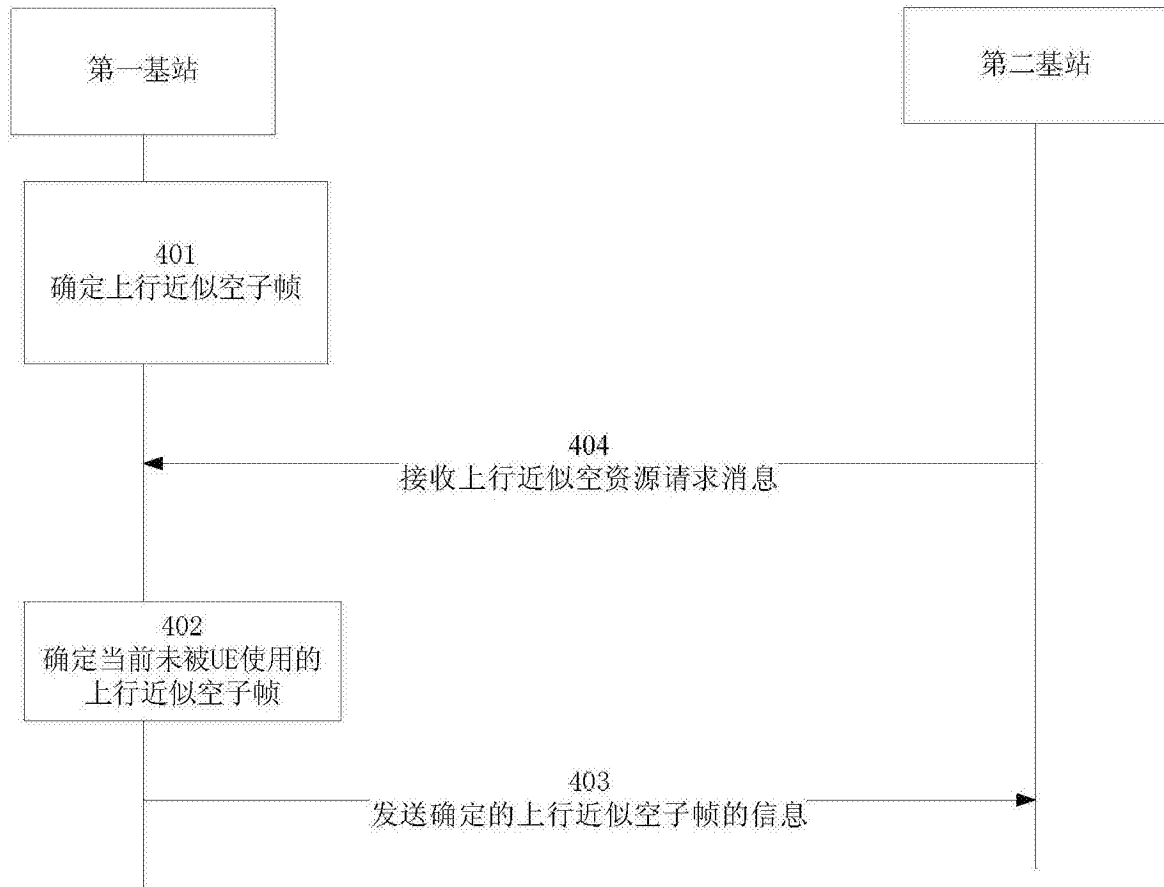 第一基站
第二基站
401
确定上行近似空子帧
404
接收上行近似空资源请求消息
402
确定当前未被UE使用的
上行近似空子帧
403
发送确定的上行近似空子帧的信息